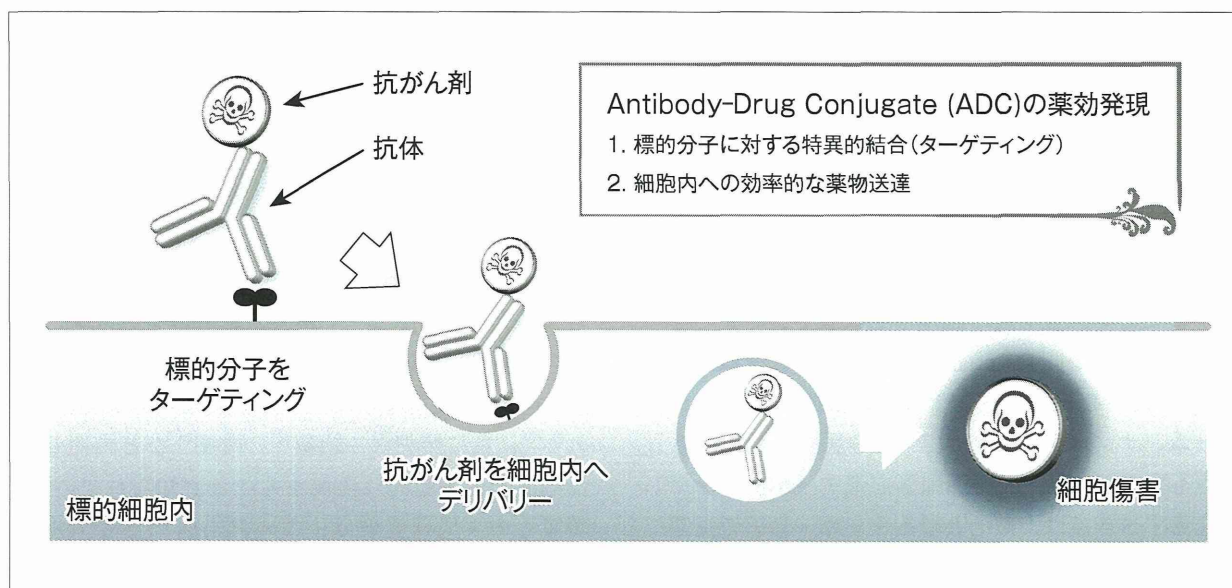 抗がん剤
抗体
Antibody-Drug Conjugate (ADC)の薬効発現
1. 標的分子に対する特異的結合(ターゲティング)
2. 細胞内への効率的な薬物送達
標的分子を
ターゲティング
抗がん剤を細胞内へ
デリバリー
標的細胞内
細胞傷害